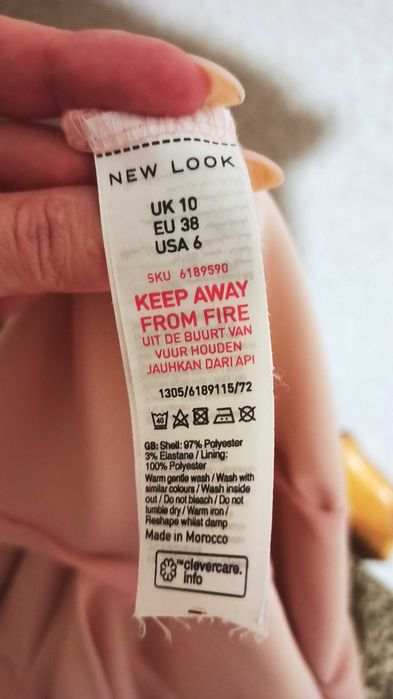 NEW LOOK
UK 10
EU 38
USA 6
SKU 6189590
KEEP AWAY
FROM FIRE
UIT DE BUURT VAN
VUUR HOUDEN
JAUHKAN DARI API
1305/6189115/72
40
GB: Shell: 97% Polyester
3% Elastane / Lining:
100% Polyester
Warm gentle wash / Wash with
similar colours / Wash inside
out / Do not bleach / Do not
tumble dry / Warm iron /
Reshape whilst damp
Made in Morocco
™clevercare.
info